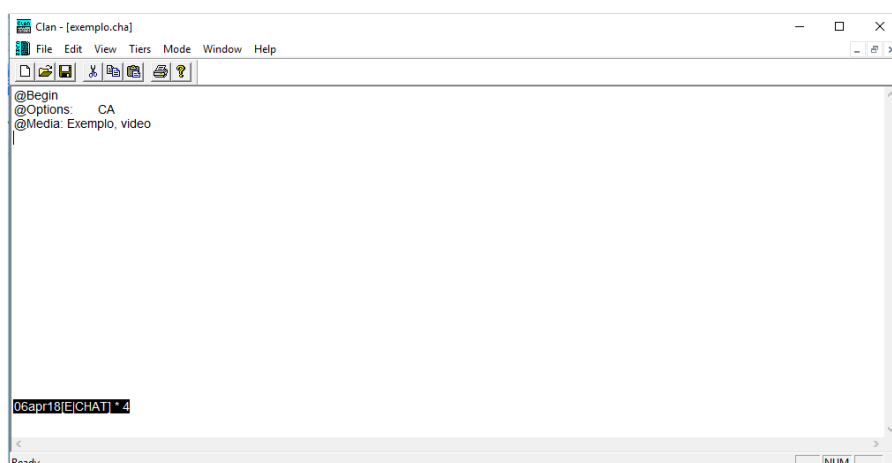 Clan - [exemplo.cha]
File Edit View Tiers Mode Window Help
@Begin
@Options: CA
@Media: Exemplo, video
06apr18[E|CHAT] * 4
Ready
NUM